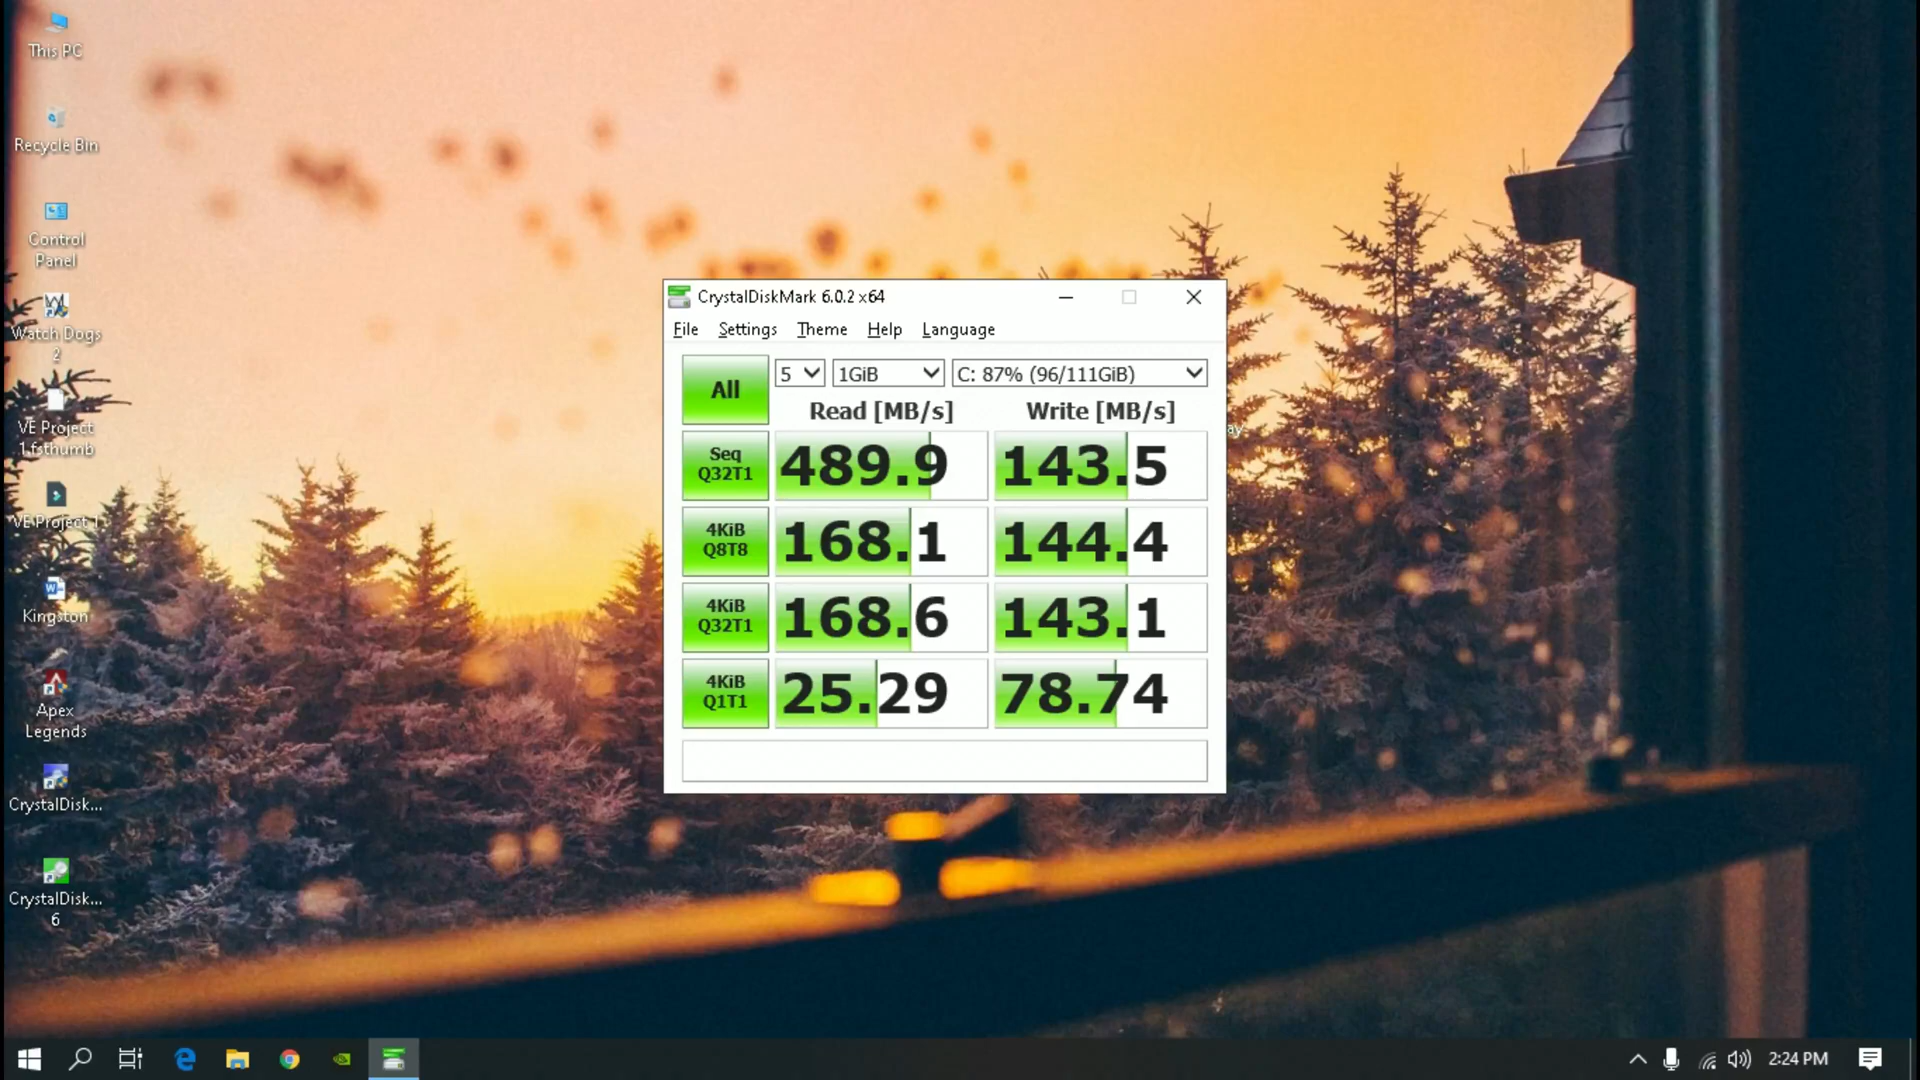 This PC
Recycle Bin
Control
Panel
Watch Dogs
2
VE Project
1.fsthumb
VE Project 1
Kingston
Apex
Legends
CrystalDisk...
CrystalDisk...
6
CrystalDiskMark 6.0.2 x64
File Settings Theme Help Language
All 5 1GiB C: 87% (96/111GiB)
Read [MB/s] Write [MB/s]
Seq
Q32T1 489.9 143.5
4KiB
Q8T8 168.1 144.4
4KiB
Q32T1 168.6 143.1
4KiB
Q1T1 25.29 78.74
2:24 PM